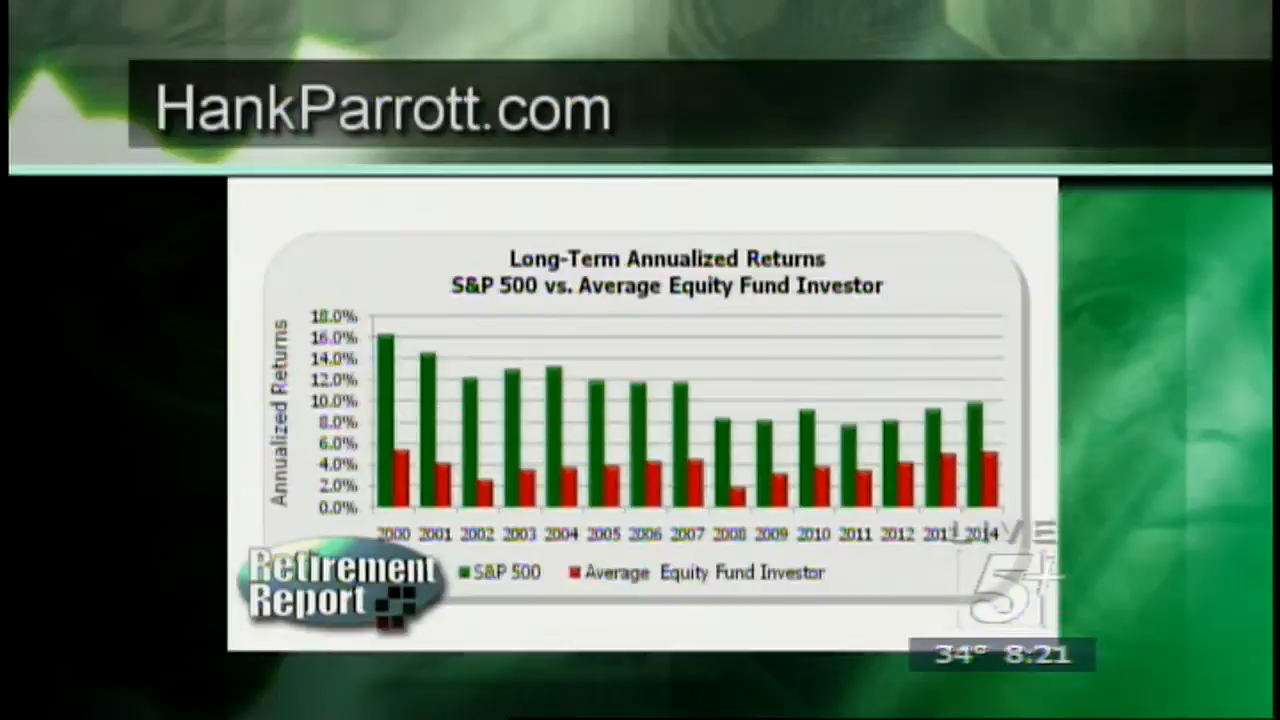 HankParrott.com
Long-Term Annualized Returns
S&P 500 vs. Average Equity Fund Investor
Annualized Returns
18.0%
16.0%
14.0%
12.0%
10.0%
8.0%
6.0%
4.0%
2.0%
0.0%
2000 2001 2002 2003 2004 2005 2006 2007 2008 2009 2010 2011 2012 2013 2014
S&P 500 Average Equity Fund Investor
Retirement
Report
LIVE
5+
34° 8:21